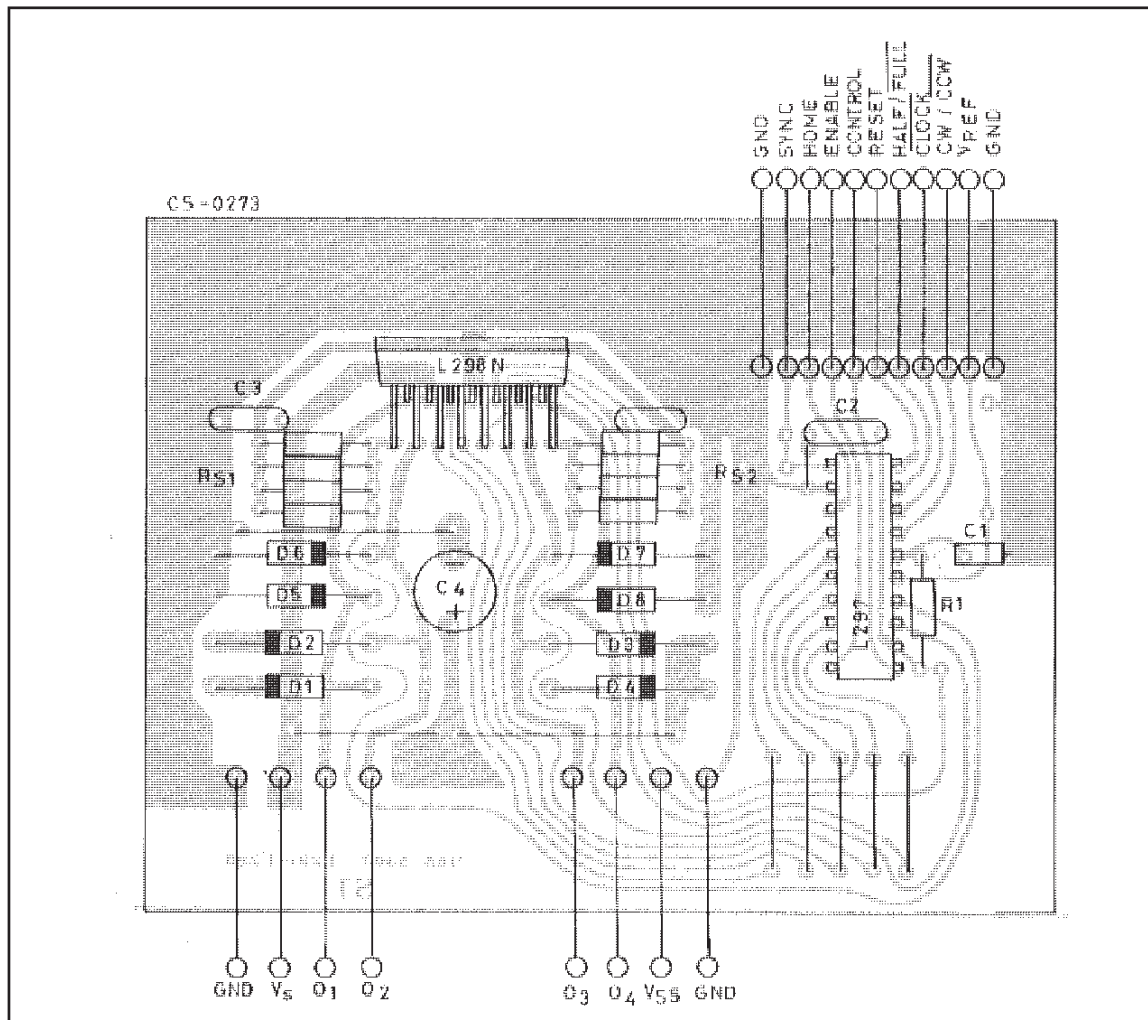 GND
SYNC
HOME
ENABLE
CONTROL
RESET
HALF / FULL
CLOCK
CW / CCW
VREF
GND
CS-0273
L298N
C3
C2
RS1
RS2
C1
D6
D7
C4
+
D5
D8
R1
L297
D2
D3
D1
D4
GND
VS
O1
O2
O3
O4
VSS
GND